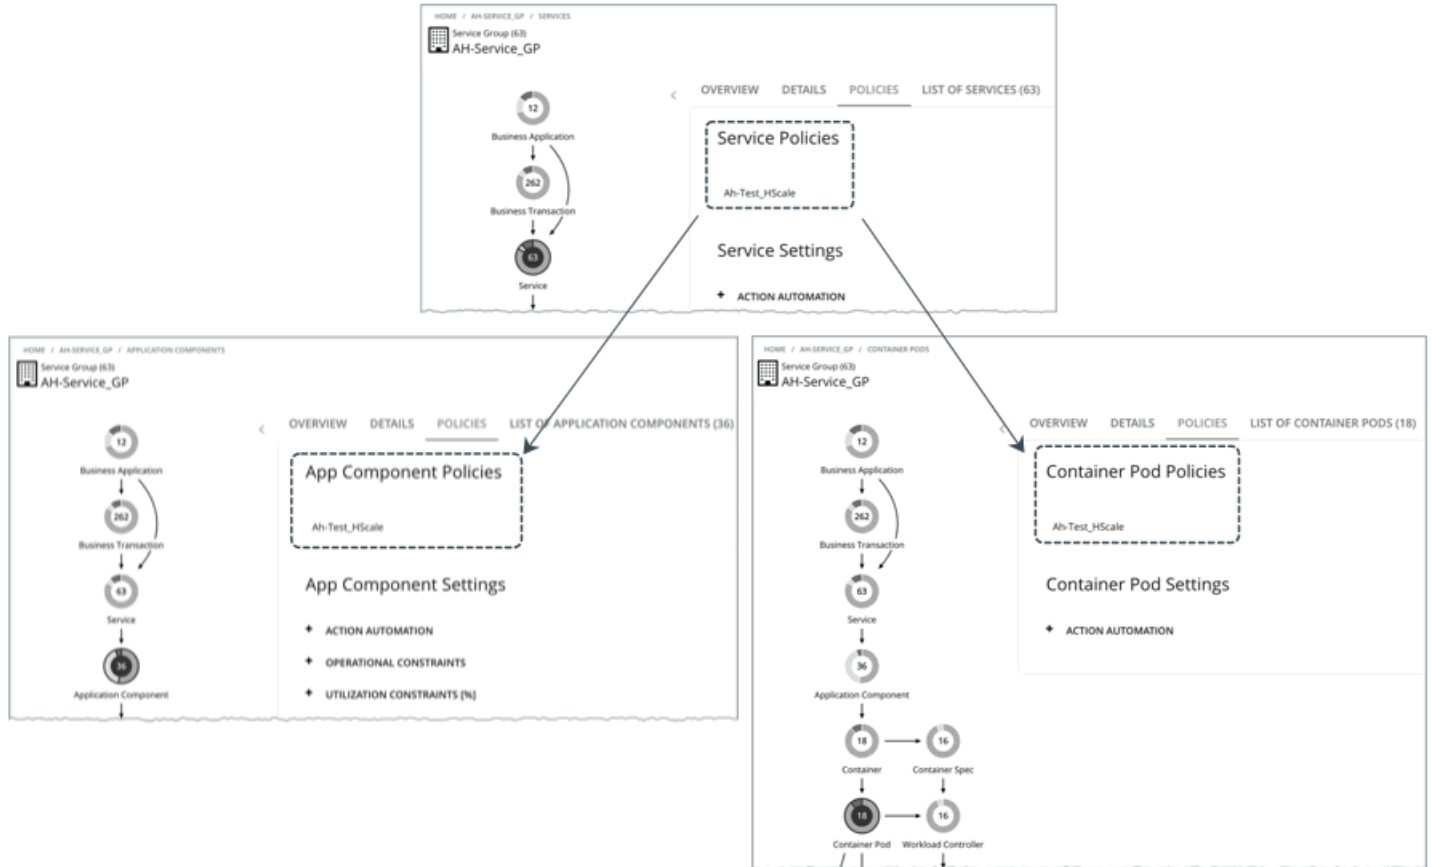 HOME / AH-SERVICE_GP / SERVICES
Service Group (63)
AH-Service_GP
OVERVIEW DETAILS POLICIES LIST OF SERVICES (63)
12
Business Application
262
Business Transaction
63
Service
Service Policies
Ah-Test_HScale
Service Settings
+ ACTION AUTOMATION
HOME / AH-SERVICE_GP / APPLICATION COMPONENTS
Service Group (63)
AH-Service_GP
OVERVIEW DETAILS POLICIES LIST OF APPLICATION COMPONENTS (36)
12
Business Application
262
Business Transaction
63
Service
36
Application Component
App Component Policies
Ah-Test_HScale
App Component Settings
+ ACTION AUTOMATION
+ OPERATIONAL CONSTRAINTS
+ UTILIZATION CONSTRAINTS [%]
HOME / AH-SERVICE_GP / CONTAINER PODS
Service Group (63)
AH-Service_GP
OVERVIEW DETAILS POLICIES LIST OF CONTAINER PODS (18)
12
Business Application
262
Business Transaction
63
Service
36
Application Component
18 16
Container Container Spec
18 16
Container Pod Workload Controller
Container Pod Policies
Ah-Test_HScale
Container Pod Settings
+ ACTION AUTOMATION